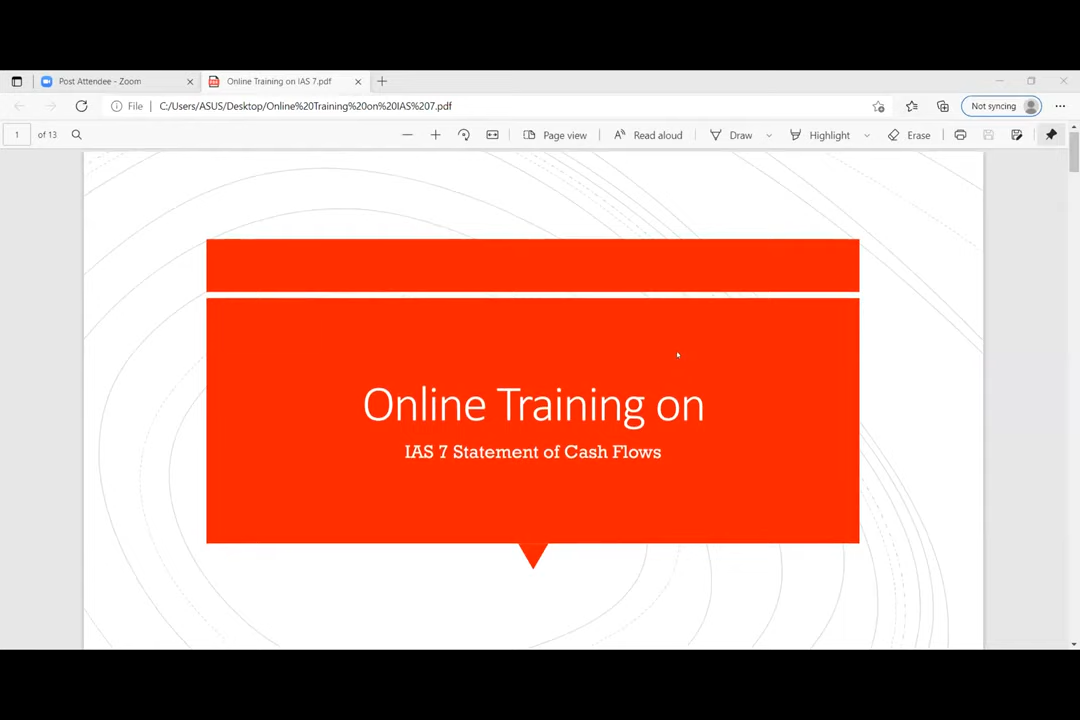 Post Attendee - Zoom
Online Training on IAS 7.pdf
File
C:/Users/ASUS/Desktop/Online%20Training%20on%20IAS%207.pdf
Not syncing
1 of 13
Page view
Read aloud
Draw
Highlight
Erase
Online Training on
IAS 7 Statement of Cash Flows